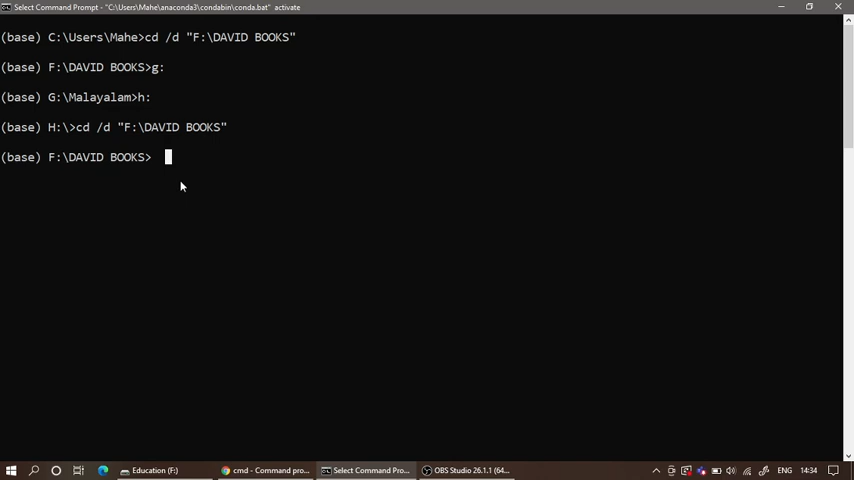 Select Command Prompt - "C:\Users\Mahe\anaconda3\condabin\conda.bat" activate
(base) C:\Users\Mahe>cd /d "F:\DAVID BOOKS"
(base) F:\DAVID BOOKS>g:
(base) G:\Malayalam>h:
(base) H:\>cd /d "F:\DAVID BOOKS"
(base) F:\DAVID BOOKS>
Education (F:)
cmd - Command pro...
Select Command Pro...
OBS Studio 26.1.1 (64...
ENG
14:34